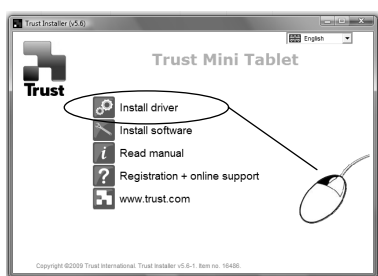 Trust Installer (v5.6)
English
Trust Mini Tablet
Trust
Install driver
Install software
Read manual
Registration + online support
www.trust.com
Copyright ©2009 Trust International. Trust Installer v5.6-1. Item no. 16486.